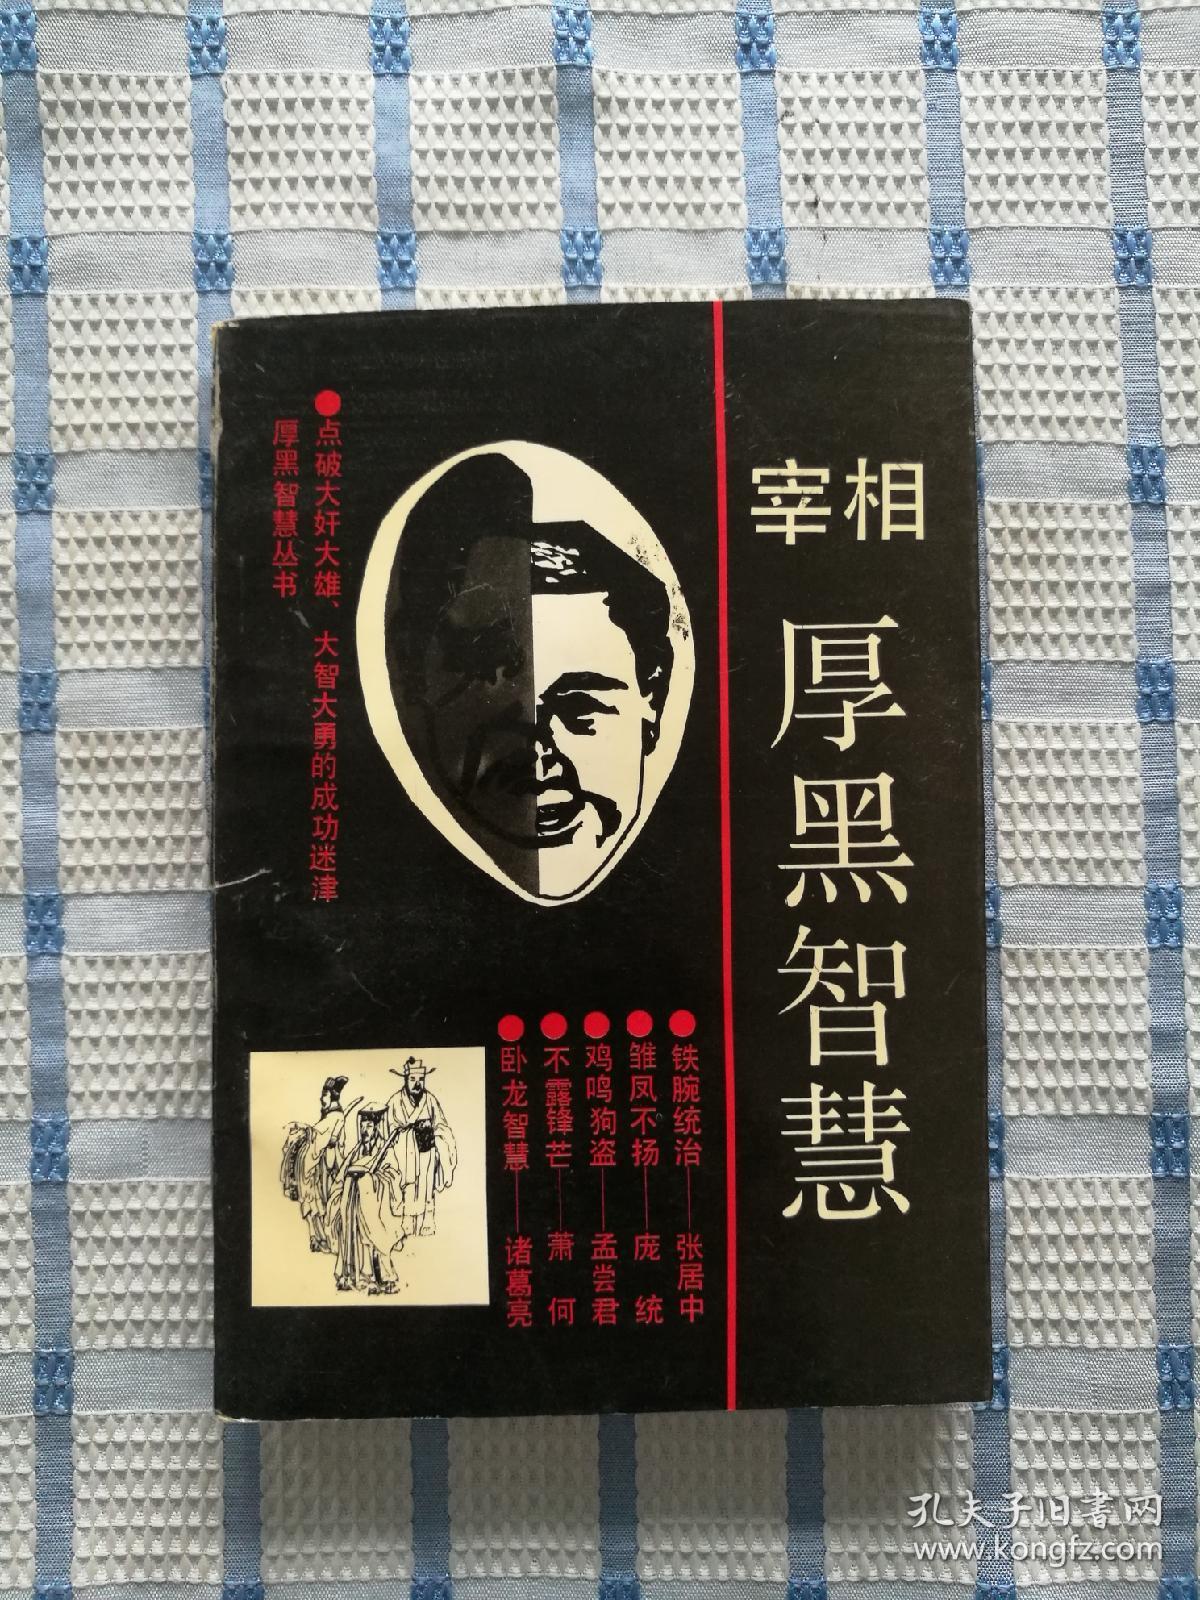 宰相
厚黑智慧
●铁腕统治——张居中
●雏凤不扬——庞统
●鸡鸣狗盗——孟尝君
●不露锋芒——萧何
●卧龙智慧——诸葛亮
●点破大奸大雄、大智大勇的成功迷津
厚黑智慧丛书
孔夫子旧書网
www.kongfz.com